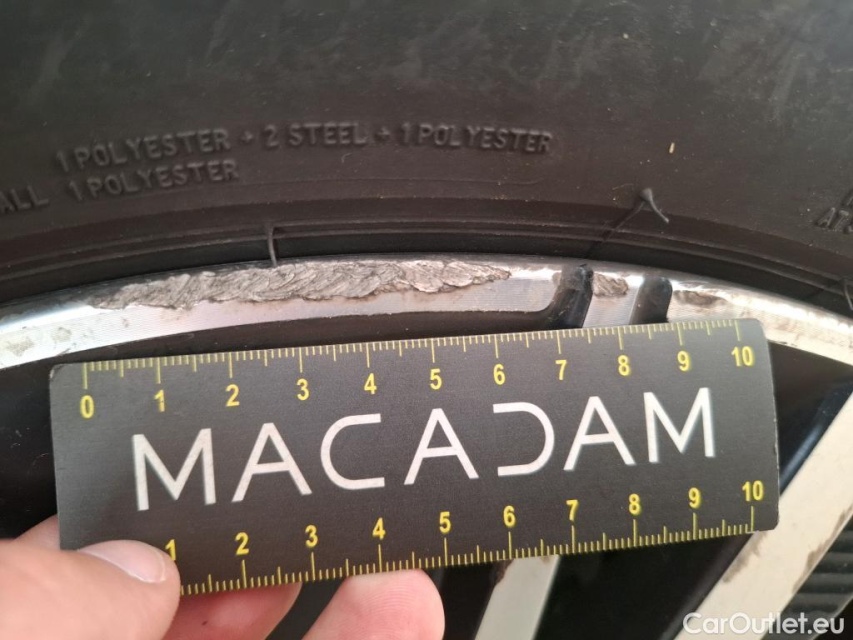 1 POLYESTER + 2 STEEL + 1 POLYESTER
ALL 1 POLYESTER
0 1 2 3 4 5 6 7 8 9 10
MACADAM
1 2 3 4 5 6 7 8 9 10
CarOutlet.eu